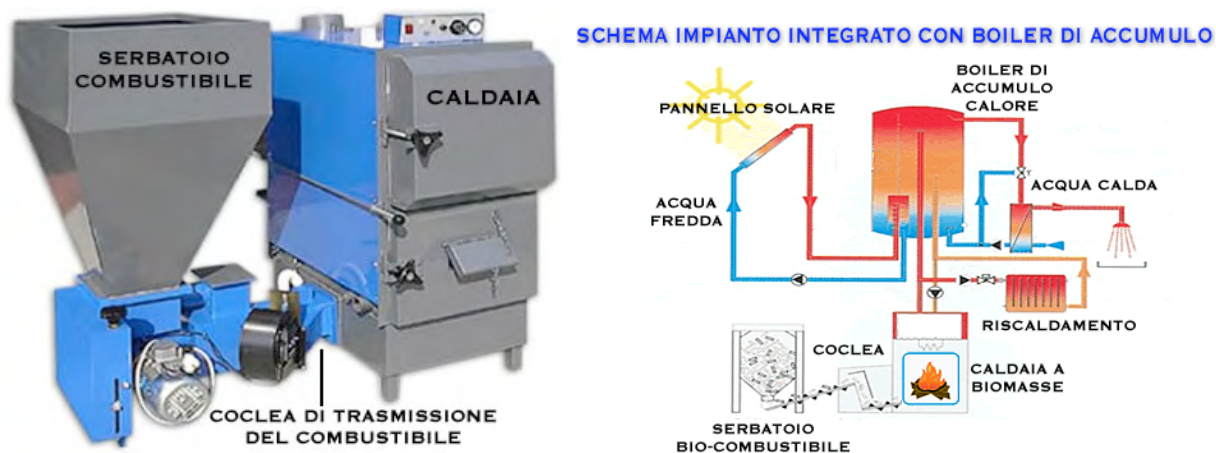 SERBATOIO
COMBUSTIBILE
CALDAIA
COCLEA DI TRASMISSIONE
DEL COMBUSTIBILE
SCHEMA IMPIANTO INTEGRATO CON BOILER DI ACCUMULO
BOILER DI
ACCUMULO
CALORE
PANNELLO SOLARE
ACQUA
FREDDA
ACQUA CALDA
RISCALDAMENTO
COCLEA
CALDAIA A
BIOMASSE
SERBATOIO
BIO-COMBUSTIBILE